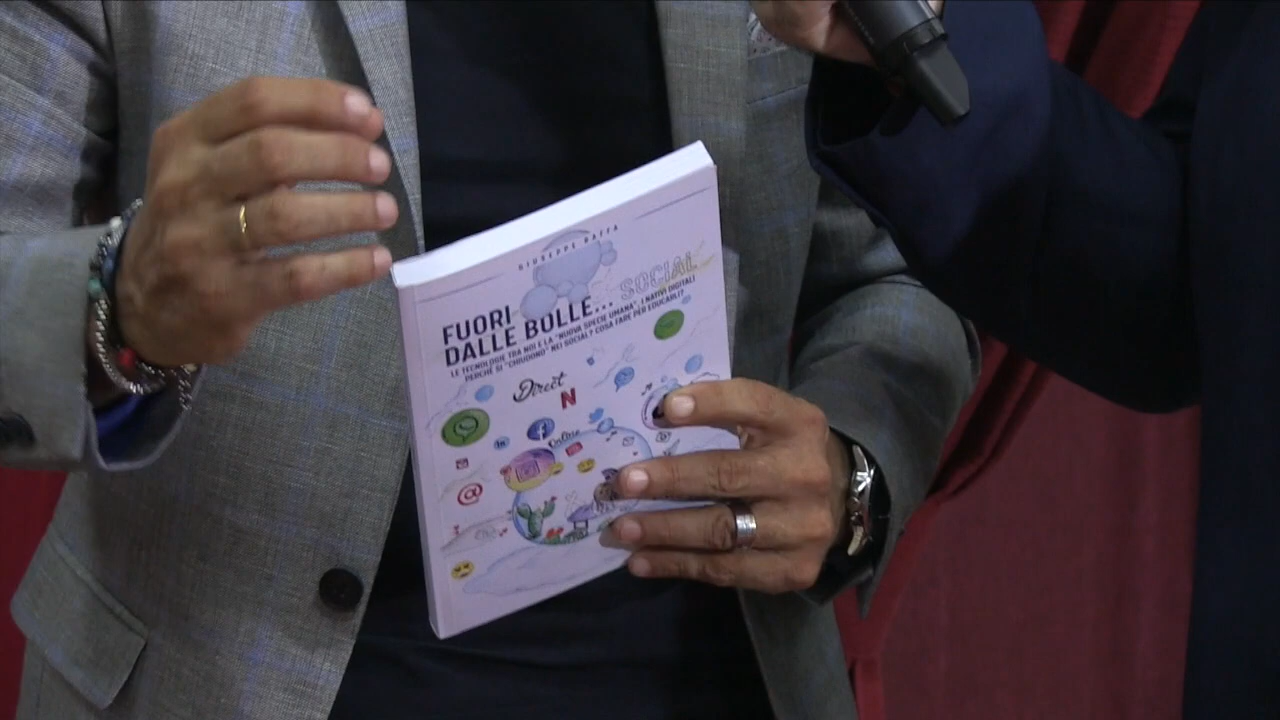 GIUSEPPE RAFFA
FUORI
DALLE BOLLE... SOCIAL
LE TECNOLOGIE TRA NOI E LA "NUOVA SPECIE UMANA", I NATIVI DIGITALI
PERCHÉ SI "CHIUDONO" NEI SOCIAL? COSA FARE PER EDUCARLI?
Direct
N
f
in
Online
@